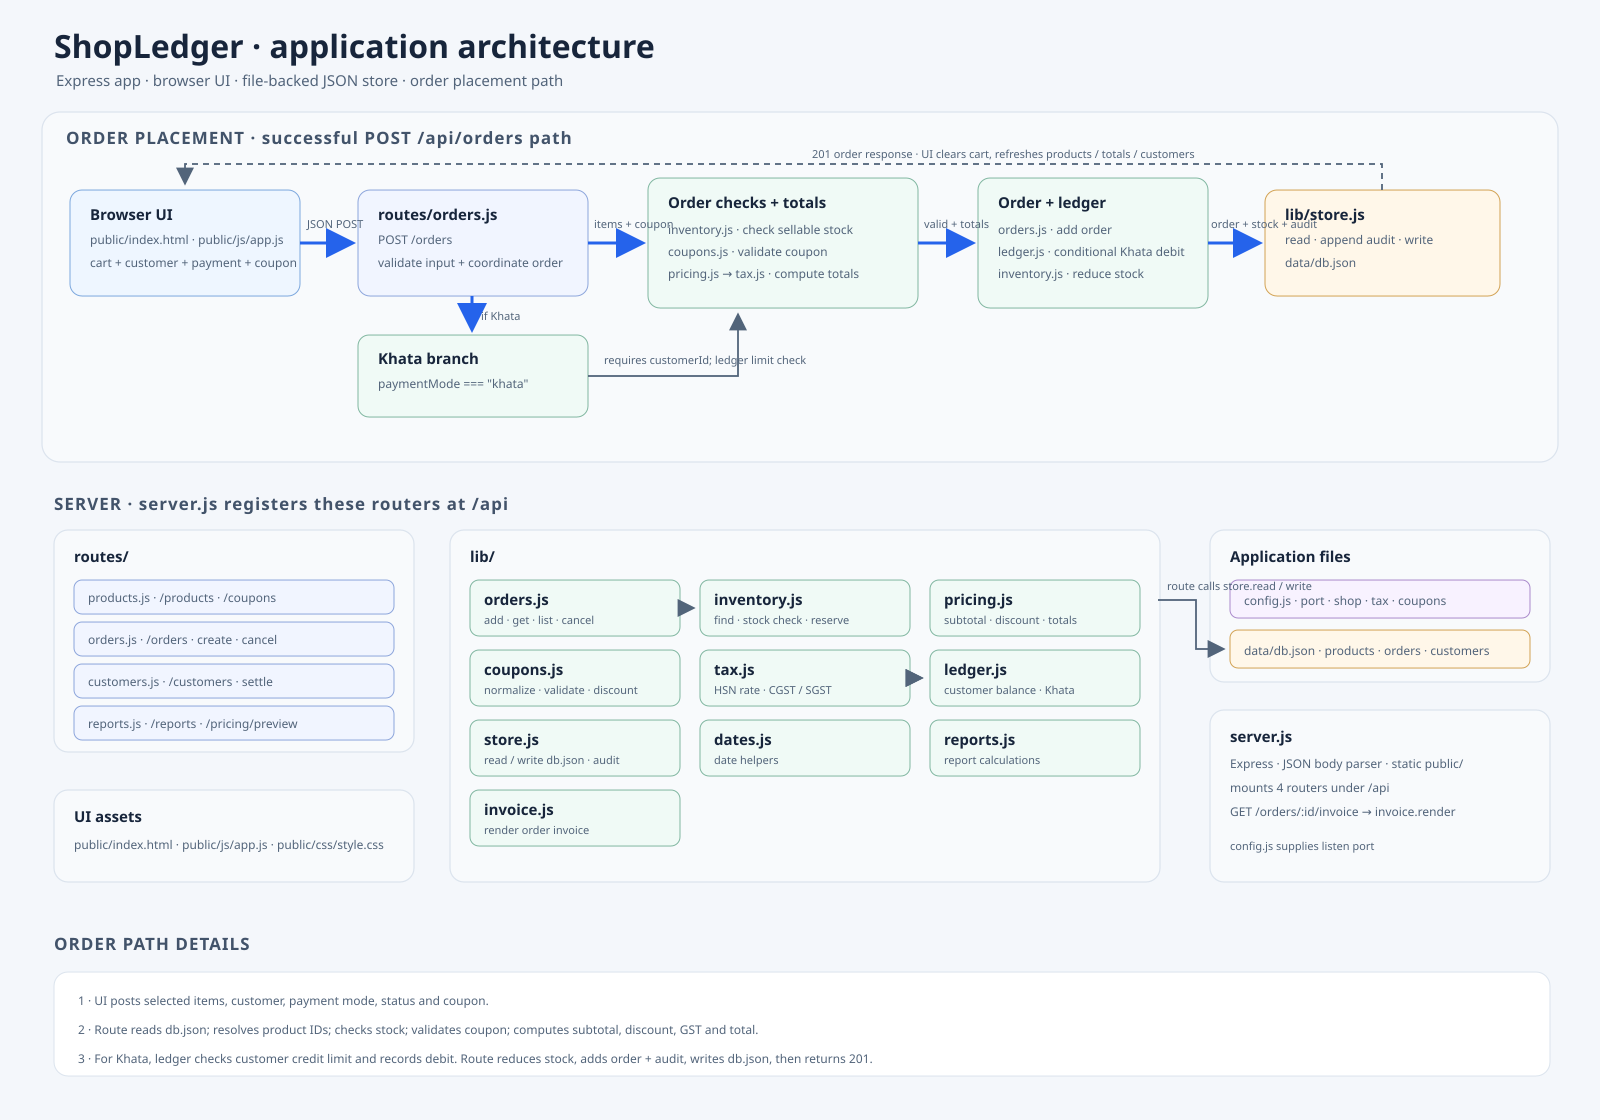 ShopLedger · application architecture
Express app · browser UI · file-backed JSON store · order placement path
ORDER PLACEMENT · successful POST /api/orders path
201 order response · UI clears cart, refreshes products / totals / customers
Browser UI
public/index.html · public/js/app.js
cart + customer + payment + coupon
JSON POST
routes/orders.js
POST /orders
validate input + coordinate order
items + coupon
Order checks + totals
inventory.js · check sellable stock
coupons.js · validate coupon
pricing.js → tax.js · compute totals
valid + totals
Order + ledger
orders.js · add order
ledger.js · conditional Khata debit
inventory.js · reduce stock
order + stock + audit
lib/store.js
read · append audit · write
data/db.json
if Khata
Khata branch
paymentMode === "khata"
requires customerId; ledger limit check
SERVER · server.js registers these routers at /api
routes/
products.js · /products · /coupons
orders.js · /orders · create · cancel
customers.js · /customers · settle
reports.js · /reports · /pricing/preview
UI assets
public/index.html · public/js/app.js · public/css/style.css
lib/
orders.js
add · get · list · cancel
inventory.js
find · stock check · reserve
pricing.js
subtotal · discount · totals
coupons.js
normalize · validate · discount
tax.js
HSN rate · CGST / SGST
ledger.js
customer balance · Khata
store.js
read / write db.json · audit
dates.js
date helpers
reports.js
report calculations
invoice.js
render order invoice
route calls store.read / write
Application files
config.js · port · shop · tax · coupons
data/db.json · products · orders · customers
server.js
Express · JSON body parser · static public/
mounts 4 routers under /api
GET /orders/:id/invoice → invoice.render
config.js supplies listen port
ORDER PATH DETAILS
1 · UI posts selected items, customer, payment mode, status and coupon.
2 · Route reads db.json; resolves product IDs; checks stock; validates coupon; computes subtotal, discount, GST and total.
3 · For Khata, ledger checks customer credit limit and records debit. Route reduces stock, adds order + audit, writes db.json, then returns 201.